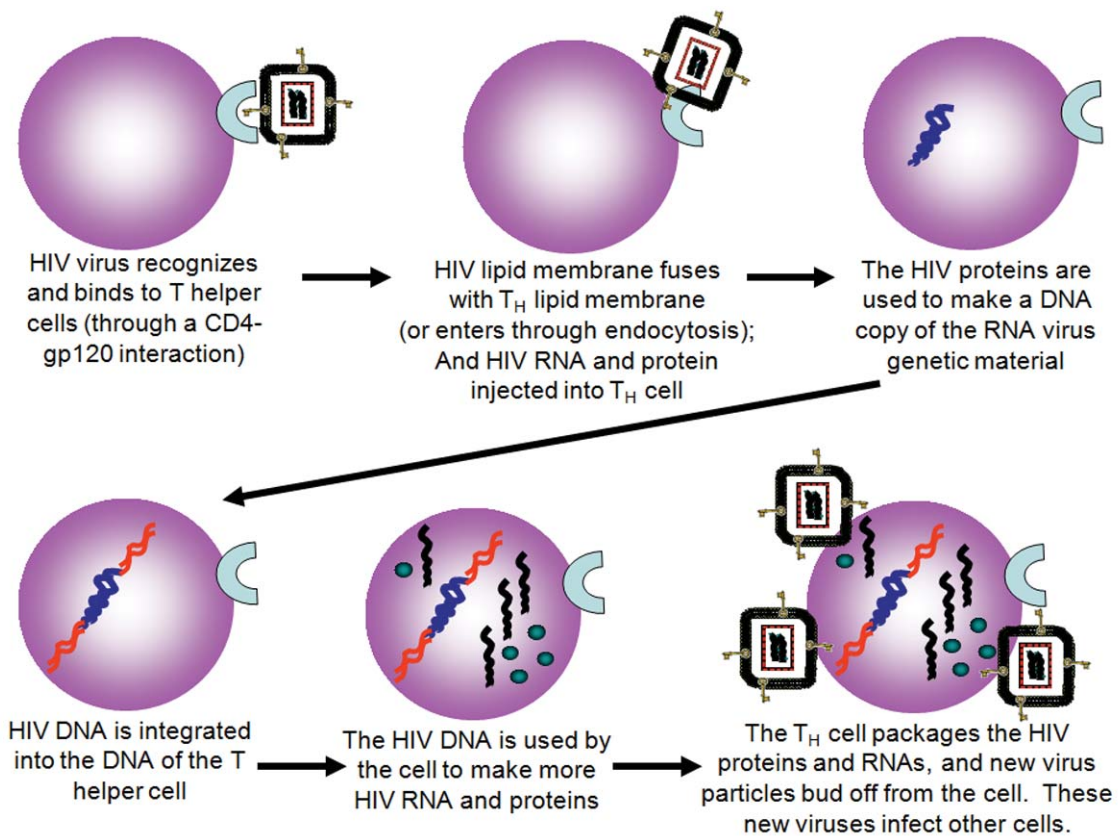 HIV virus recognizes
and binds to T helper
cells (through a CD4-
gp120 interaction)
HIV lipid membrane fuses
with TH lipid membrane
(or enters through endocytosis);
And HIV RNA and protein
injected into TH cell
The HIV proteins are
used to make a DNA
copy of the RNA virus
genetic material
HIV DNA is integrated
into the DNA of the T
helper cell
The HIV DNA is used by
the cell to make more
HIV RNA and proteins
The TH cell packages the HIV
proteins and RNAs, and new virus
particles bud off from the cell.  These
new viruses infect other cells.